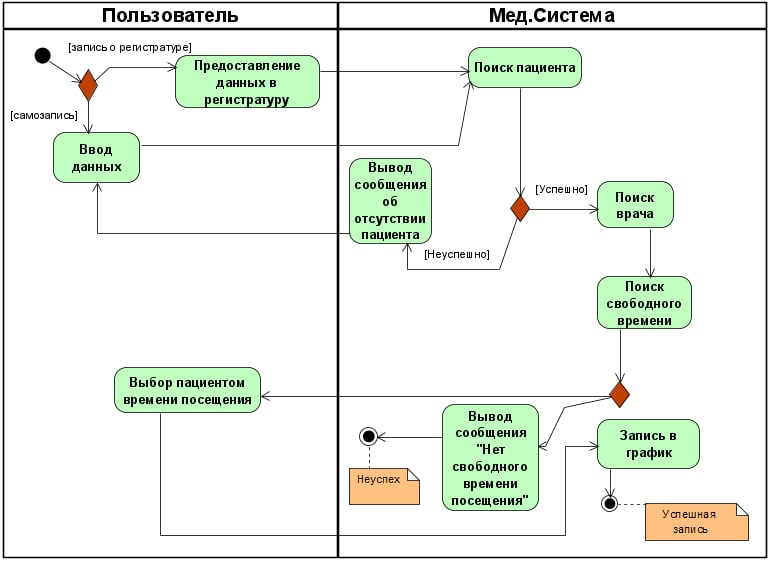 Пользователь
Мед.Система
[запись о регистратуре]
Предоставление
данных в
регистратуру
Поиск пациента
[самозапись]
Ввод
данных
Вывод
сообщения
об
отсутствии
пациента
[Успешно]
Поиск
врача
[Неуспешно]
Поиск
свободного
времени
Выбор пациентом
времени посещения
Вывод
сообщения
"Нет
свободного
времени
посещения"
Запись в
график
Неуспех
Успешная
запись